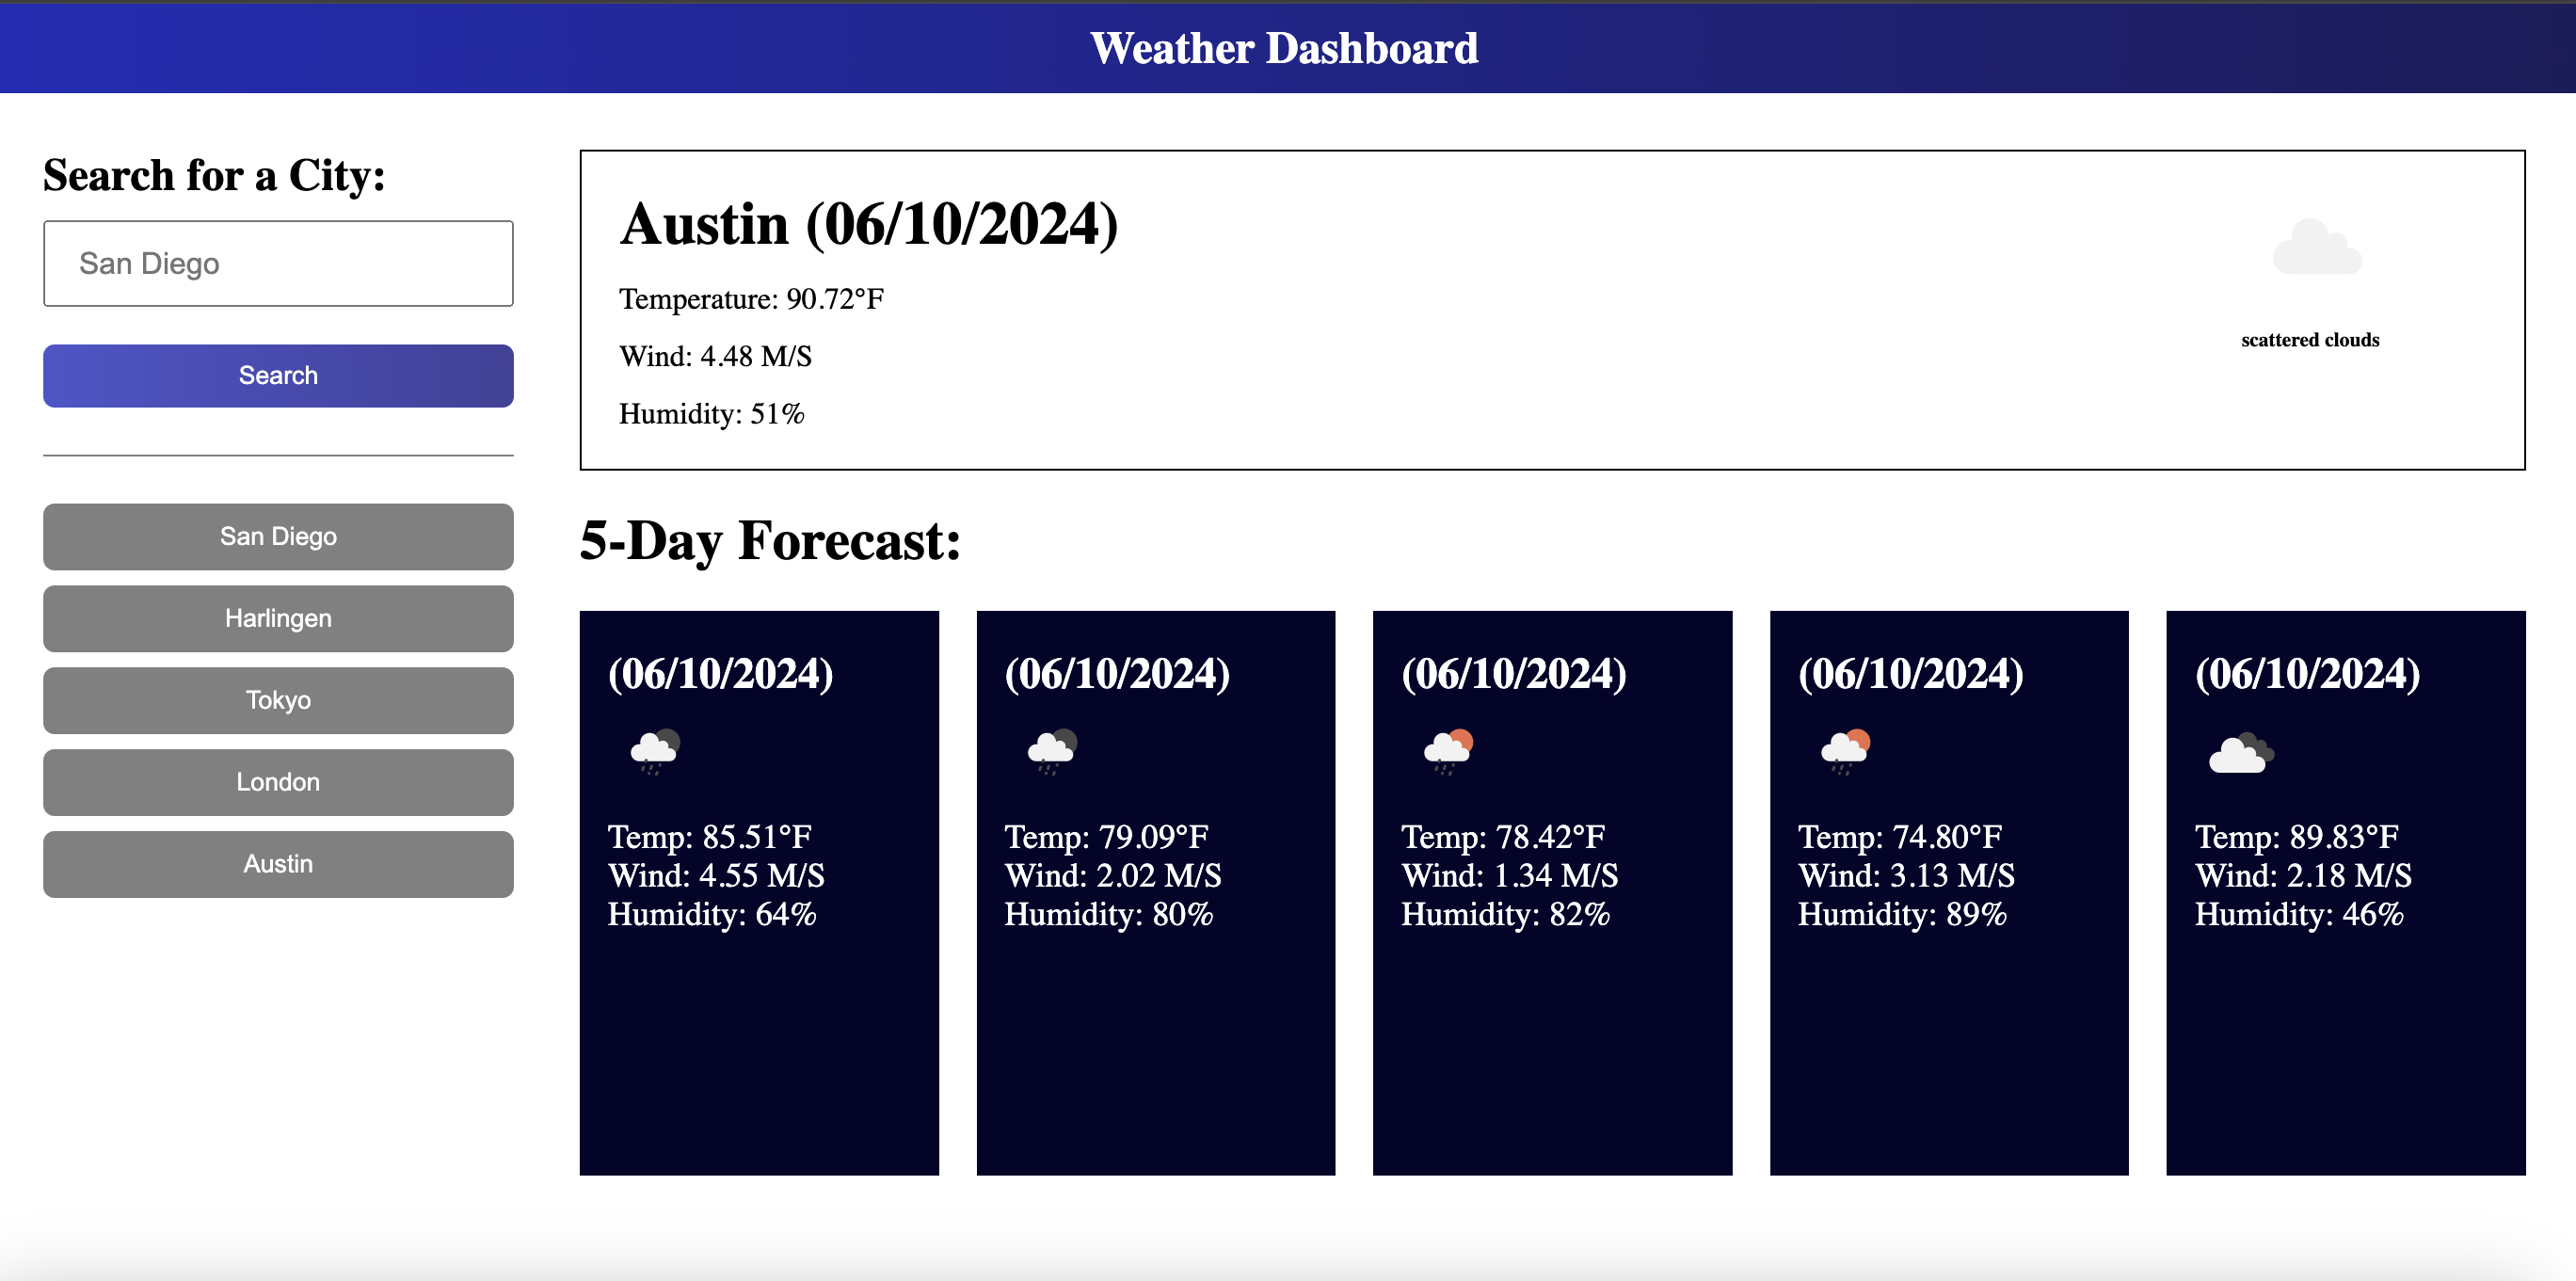 Weather Dashboard
Search for a City:
San Diego
Search
San Diego
Harlingen
Tokyo
London
Austin
Austin (06/10/2024)
Temperature: 90.72°F
Wind: 4.48 M/S
Humidity: 51%
scattered clouds
5-Day Forecast:
(06/10/2024)
Temp: 85.51°F
Wind: 4.55 M/S
Humidity: 64%
(06/10/2024)
Temp: 79.09°F
Wind: 2.02 M/S
Humidity: 80%
(06/10/2024)
Temp: 78.42°F
Wind: 1.34 M/S
Humidity: 82%
(06/10/2024)
Temp: 74.80°F
Wind: 3.13 M/S
Humidity: 89%
(06/10/2024)
Temp: 89.83°F
Wind: 2.18 M/S
Humidity: 46%